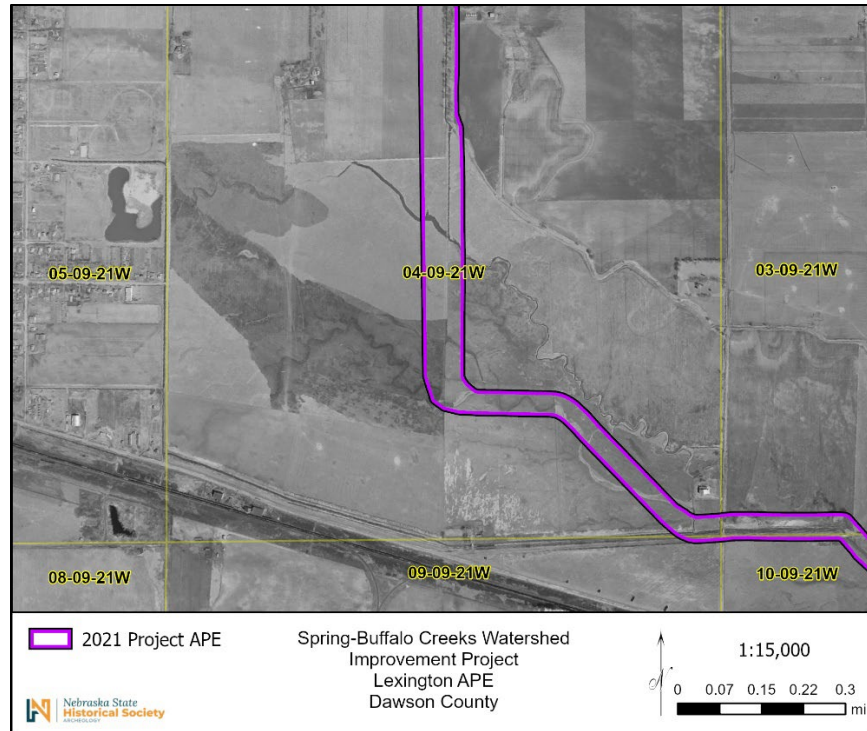 05-09-21W
04-09-21W
03-09-21W
08-09-21W
09-09-21W
10-09-21W
2021 Project APE
Spring-Buffalo Creeks Watershed
Improvement Project
Lexington APE
Dawson County
N
1:15,000
0 0.07 0.15 0.22 0.3
mi
Nebraska State
Historical Society
ARCHEOLOGY